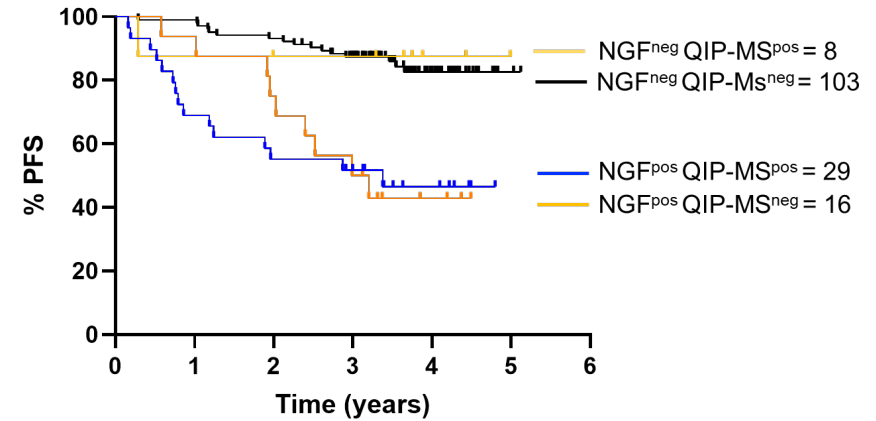 100
80
60
40
20
0
% PFS
0 1 2 3 4 5 6
Time (years)
NGFneg QIP-MSpos = 8
NGFneg QIP-Msneg = 103
NGFpos QIP-MSpos = 29
NGFpos QIP-MSneg = 16